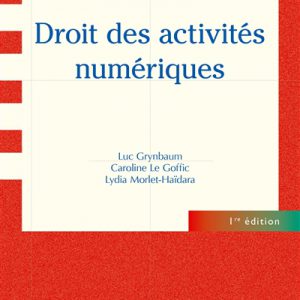 Droit des activités
numériques
Luc Grynbaum
Caroline Le Goffic
Lydia Morlet-Haïdara
1re édition